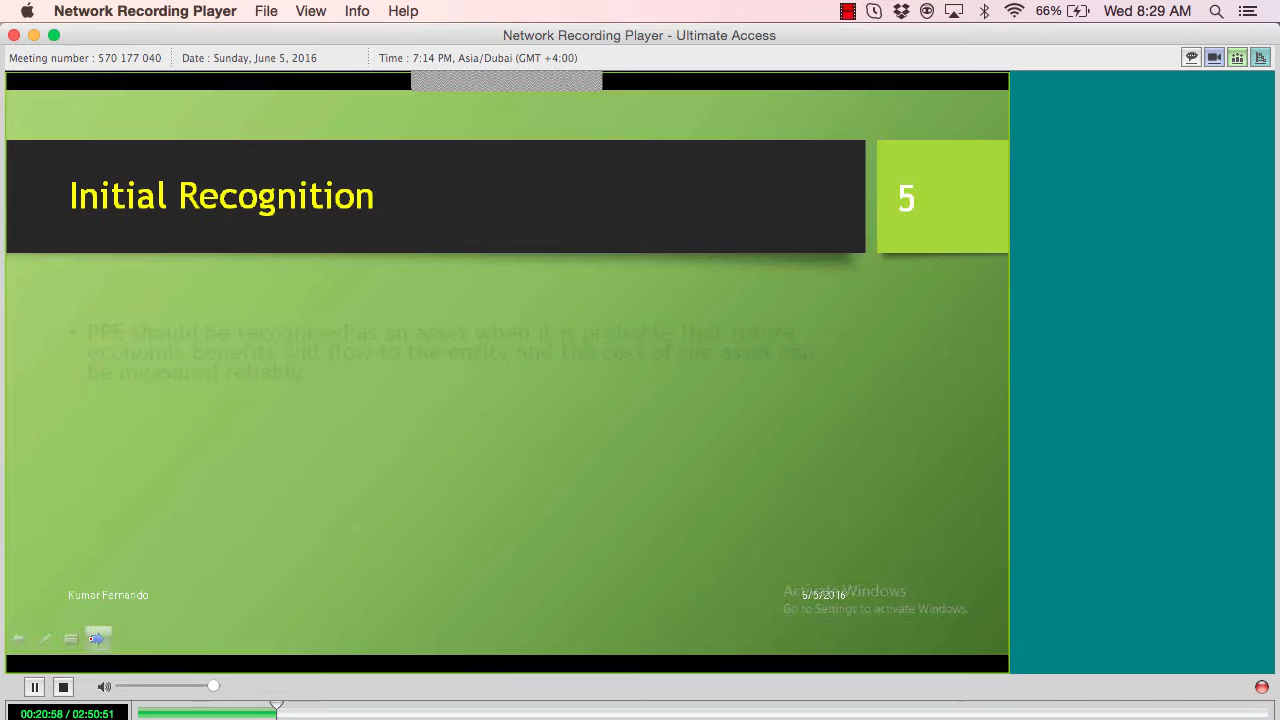 Network Recording Player File View Info Help 66% Wed 8:29 AM
Network Recording Player - Ultimate Access
Meeting number : 570 177 040 Date : Sunday, June 5, 2016 Time : 7:14 PM, Asia/Dubai(GMT +4:00)
Initial Recognition
5
• PPE should be recognised as an asset when it is probable that future
economic benefits will flow to the entity and the cost of the asset can
be measured reliably
Activate Windows
Kumar Fernando 6/5/2016
Go to Settings to activate Windows.
00:20:58 / 02:50:51